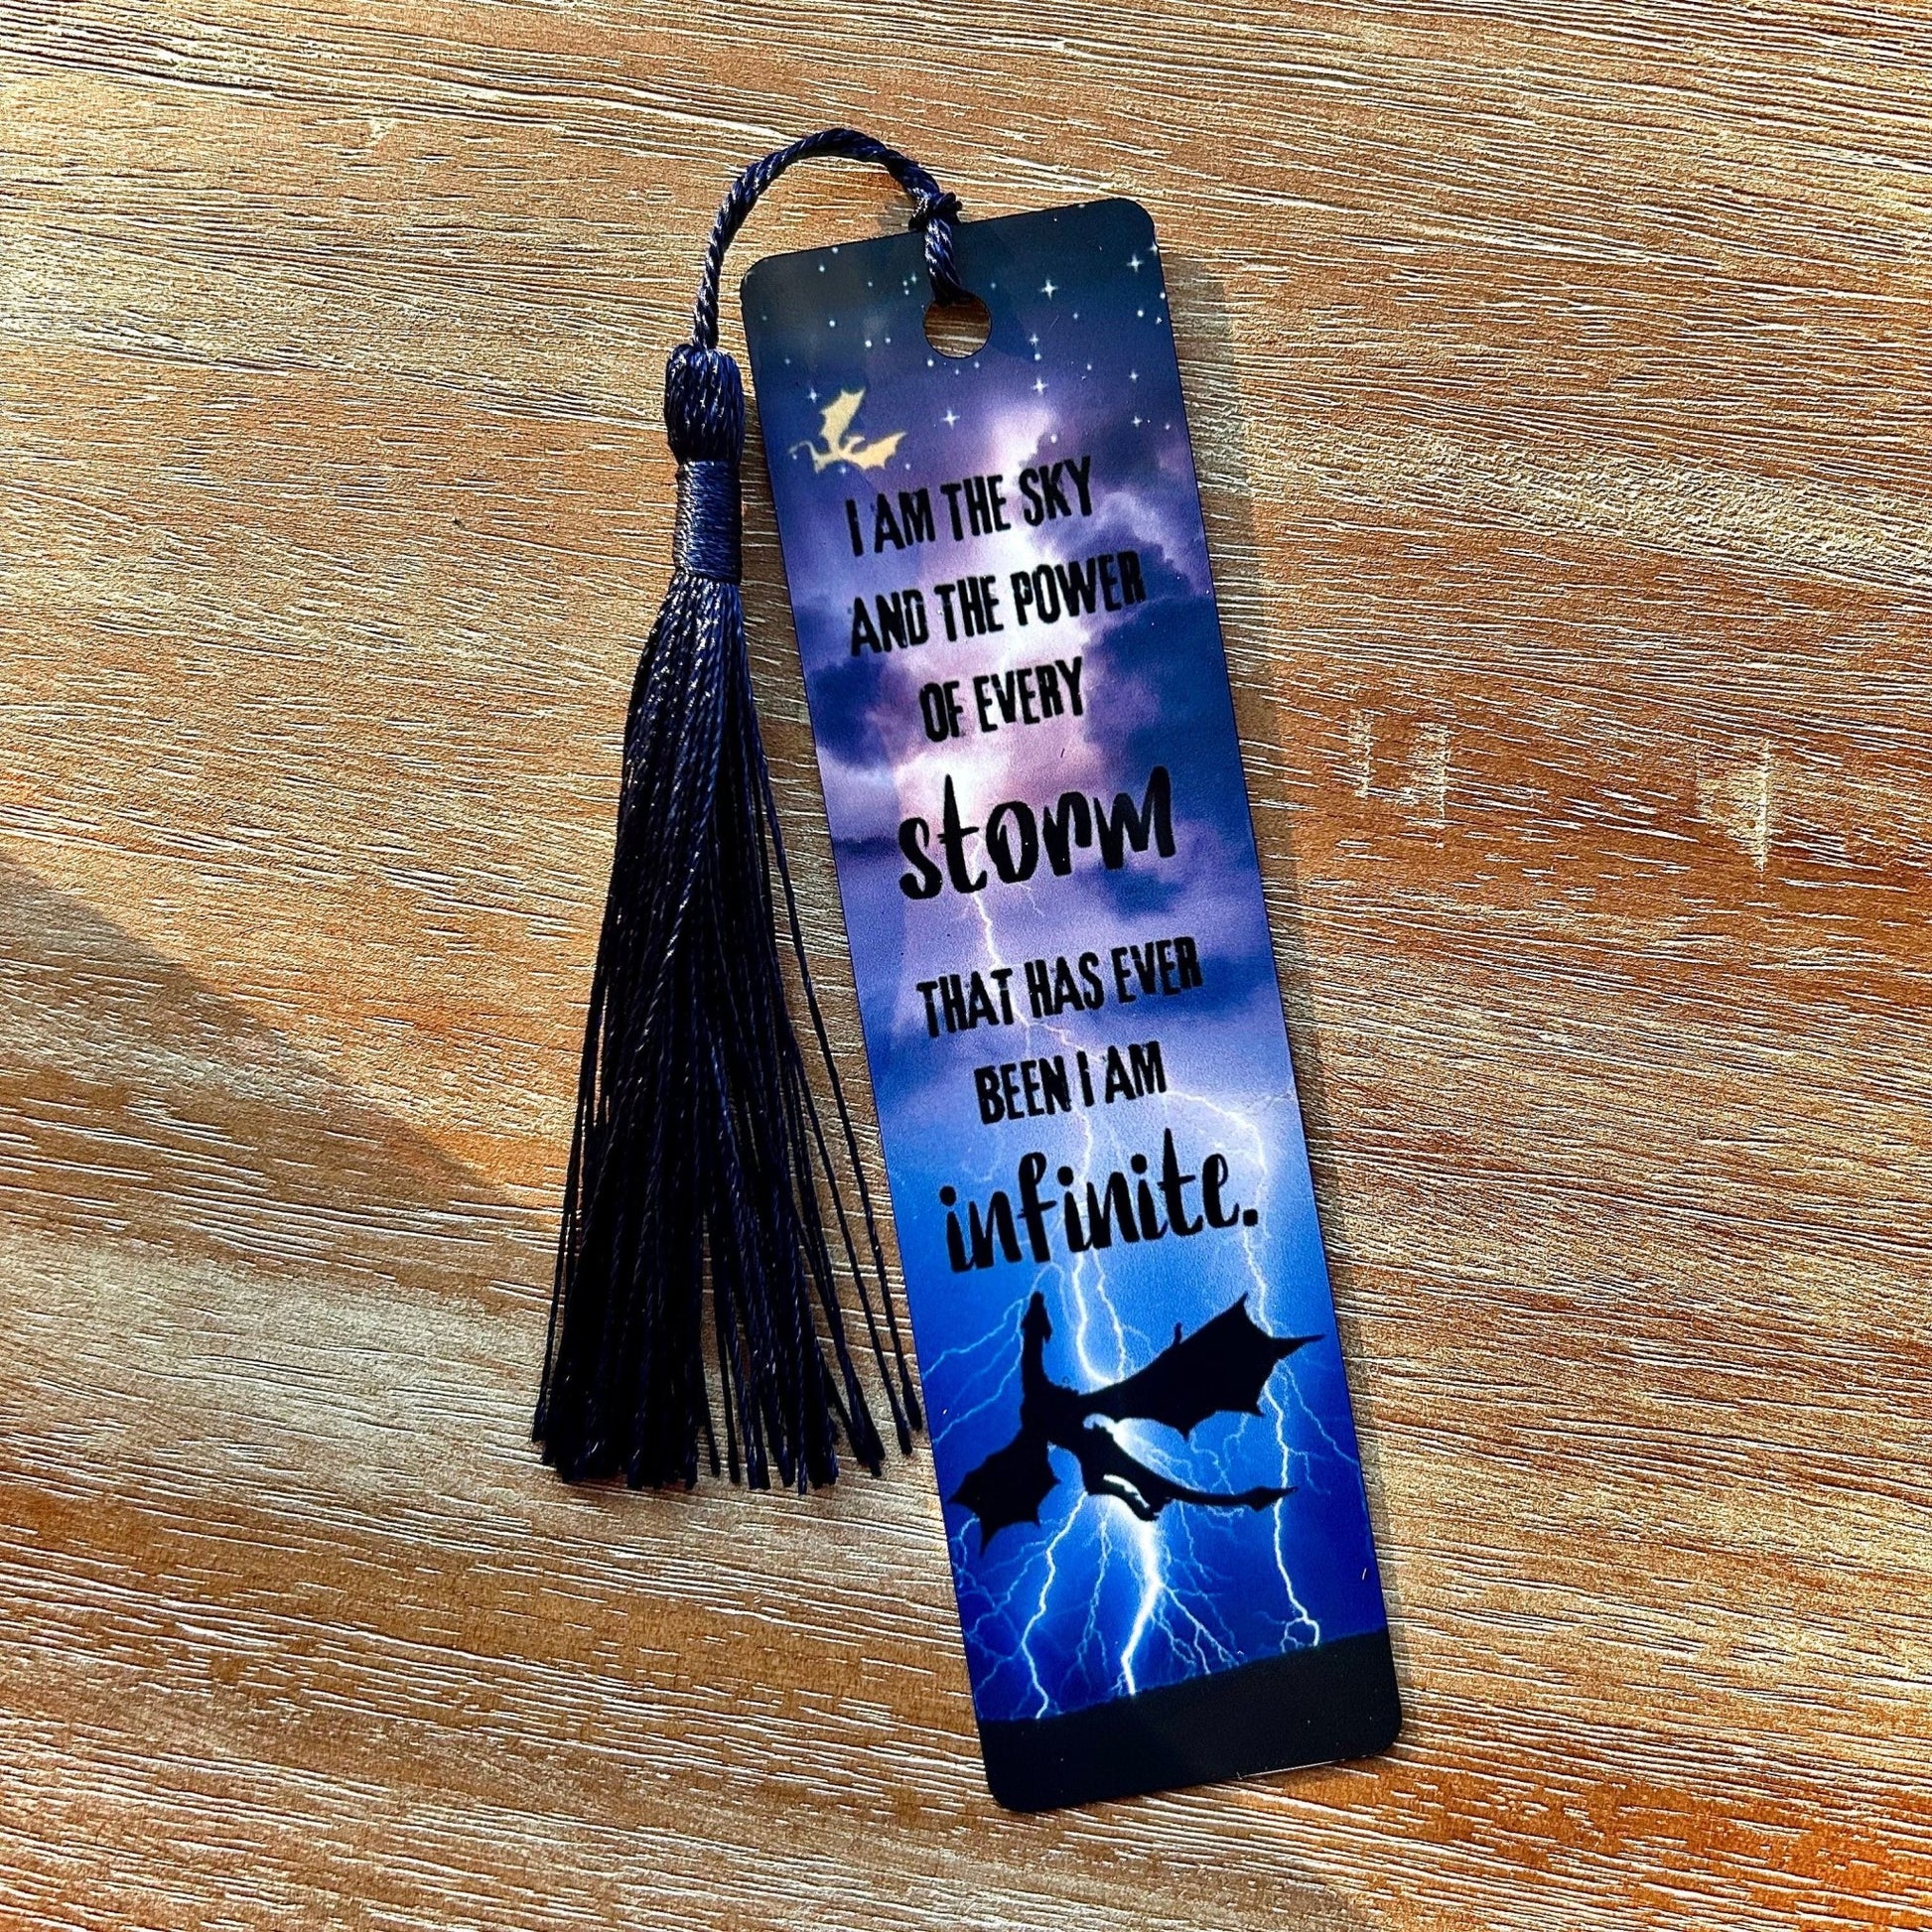 I AM THE SKY
AND THE POWER
OF EVERY
storm
THAT HAS EVER
BEEN I AM
infinite.